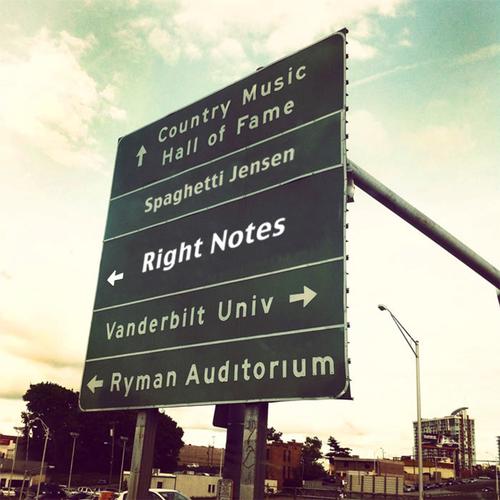 Country Music
Hall of Fame
Spaghetti Jensen
Right Notes
Vanderbilt Univ
Ryman Auditorium